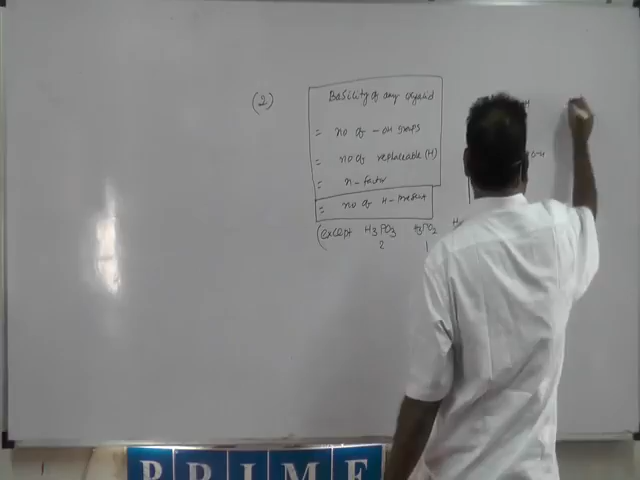 (2)
Basicity of any oxyacid
= no of -OH groups
= no of replaceable (H)
= n-factor
= no of H-present
(except H3PO3 H3PO2
2 1
PRIME